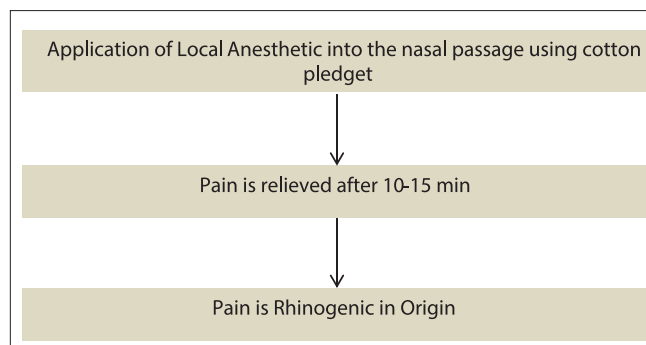 Application of Local Anesthetic into the nasal passage using cotton
pledget
Pain is relieved after 10-15 min
Pain is Rhinogenic in Origin